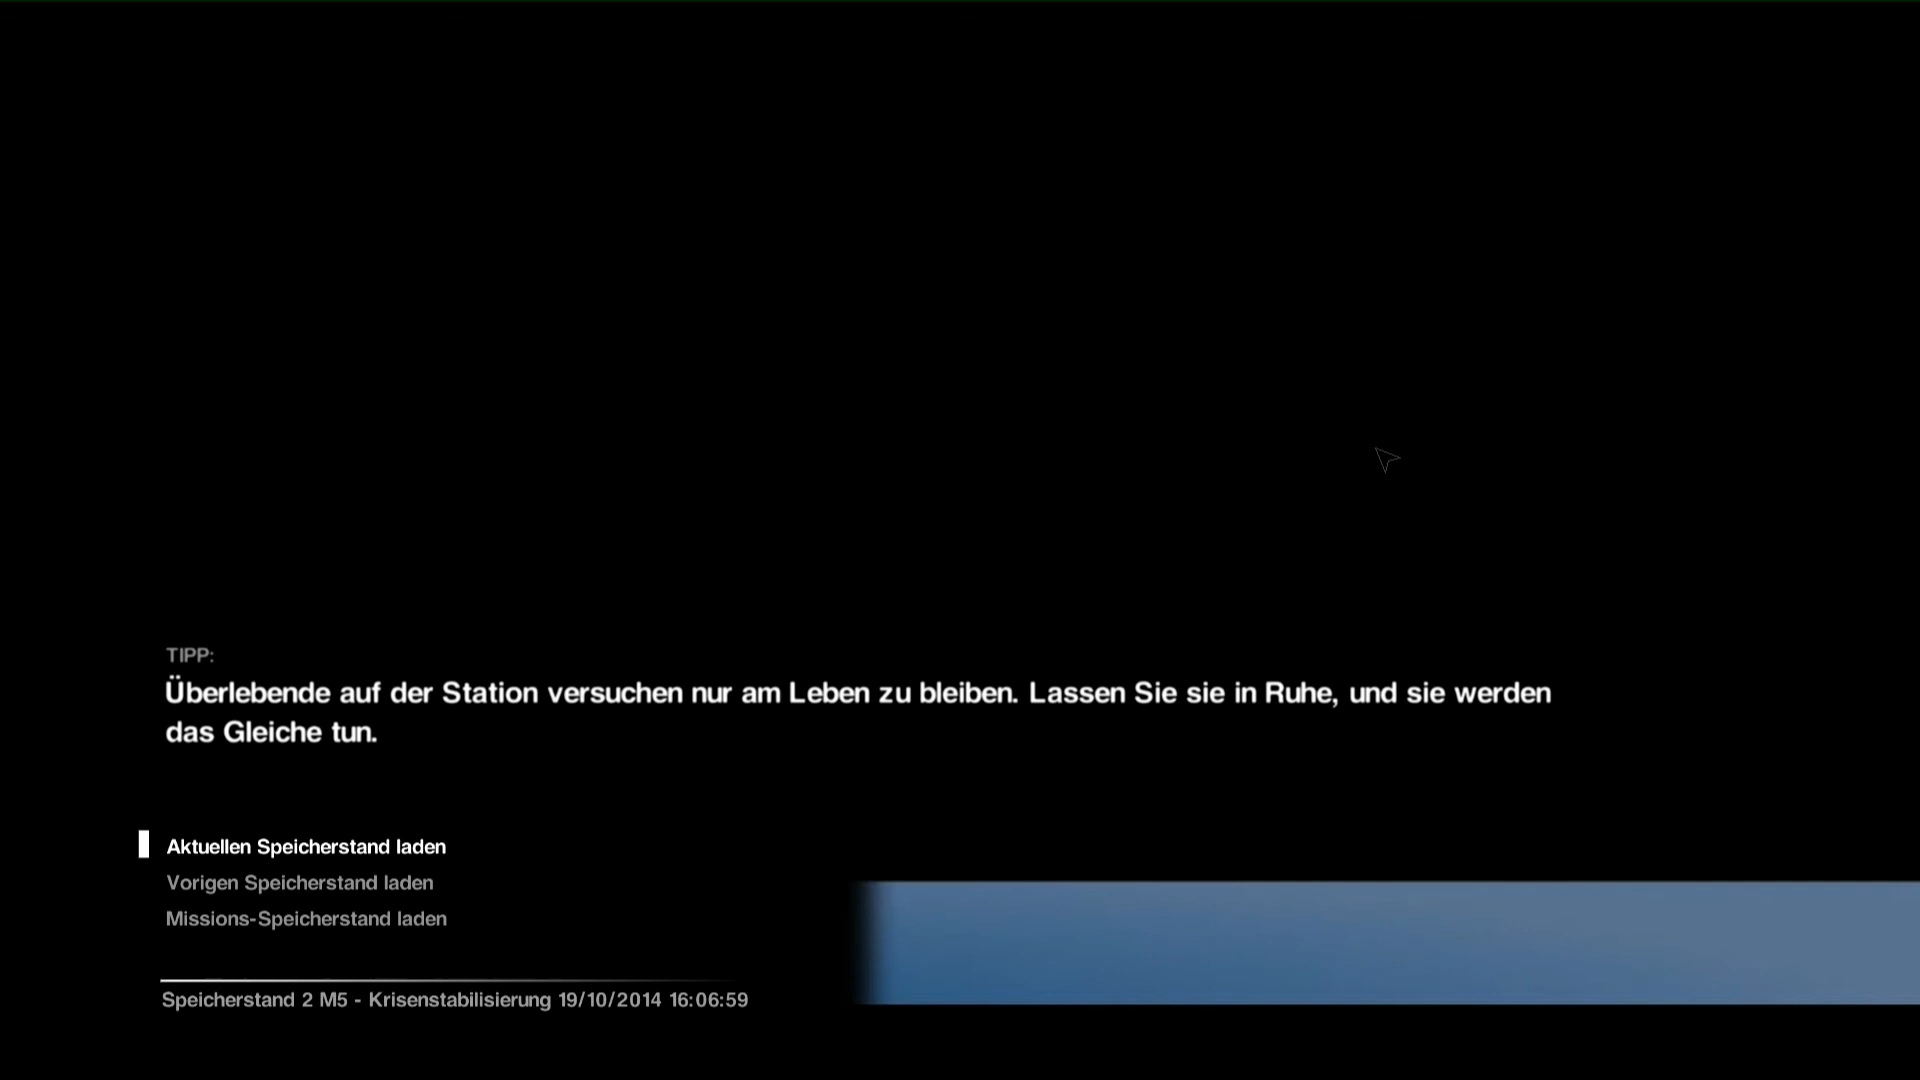 TIPP:
Überlebende auf der Station versuchen nur am Leben zu bleiben. Lassen Sie sie in Ruhe, und sie werden
das Gleiche tun.
Aktuellen Speicherstand laden
Vorigen Speicherstand laden
Missions-Speicherstand laden
Speicherstand 2 M5 - Krisenstabilisierung 19/10/2014 16:06:59